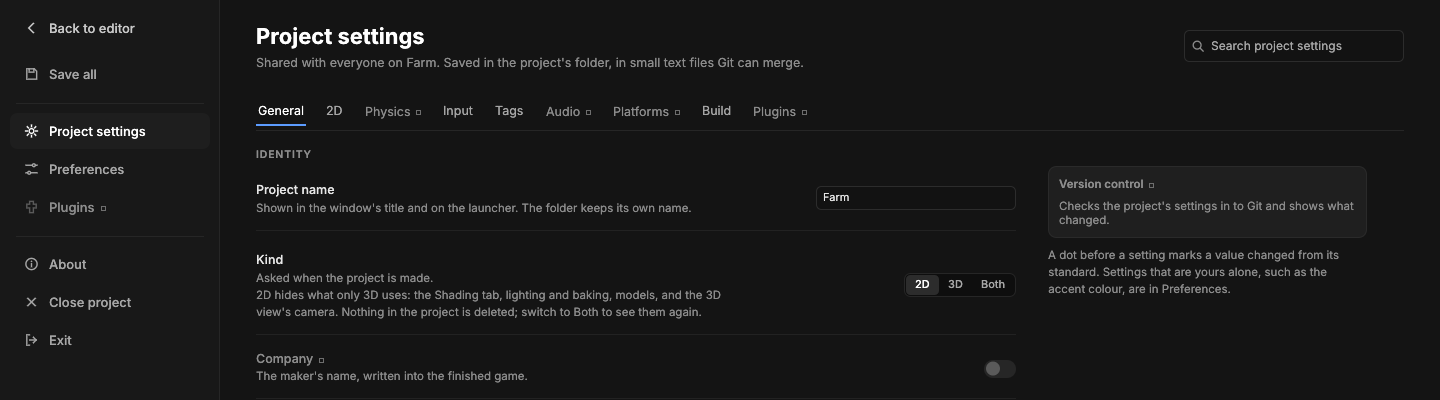 Back to editor
Save all
Project settings
Preferences
Plugins
About
Close project
Exit
Project settings
Shared with everyone on Farm. Saved in the project's folder, in small text files Git can merge.
Search project settings
General 2D Physics Input Tags Audio Platforms Build Plugins
IDENTITY
Project name
Shown in the window's title and on the launcher. The folder keeps its own name.
Farm
Kind
Asked when the project is made.
2D hides what only 3D uses: the Shading tab, lighting and baking, models, and the 3D
view's camera. Nothing in the project is deleted; switch to Both to see them again.
2D 3D Both
Company
The maker's name, written into the finished game.
Version control
Checks the project's settings in to Git and shows what
changed.
A dot before a setting marks a value changed from its
standard. Settings that are yours alone, such as the
accent colour, are in Preferences.